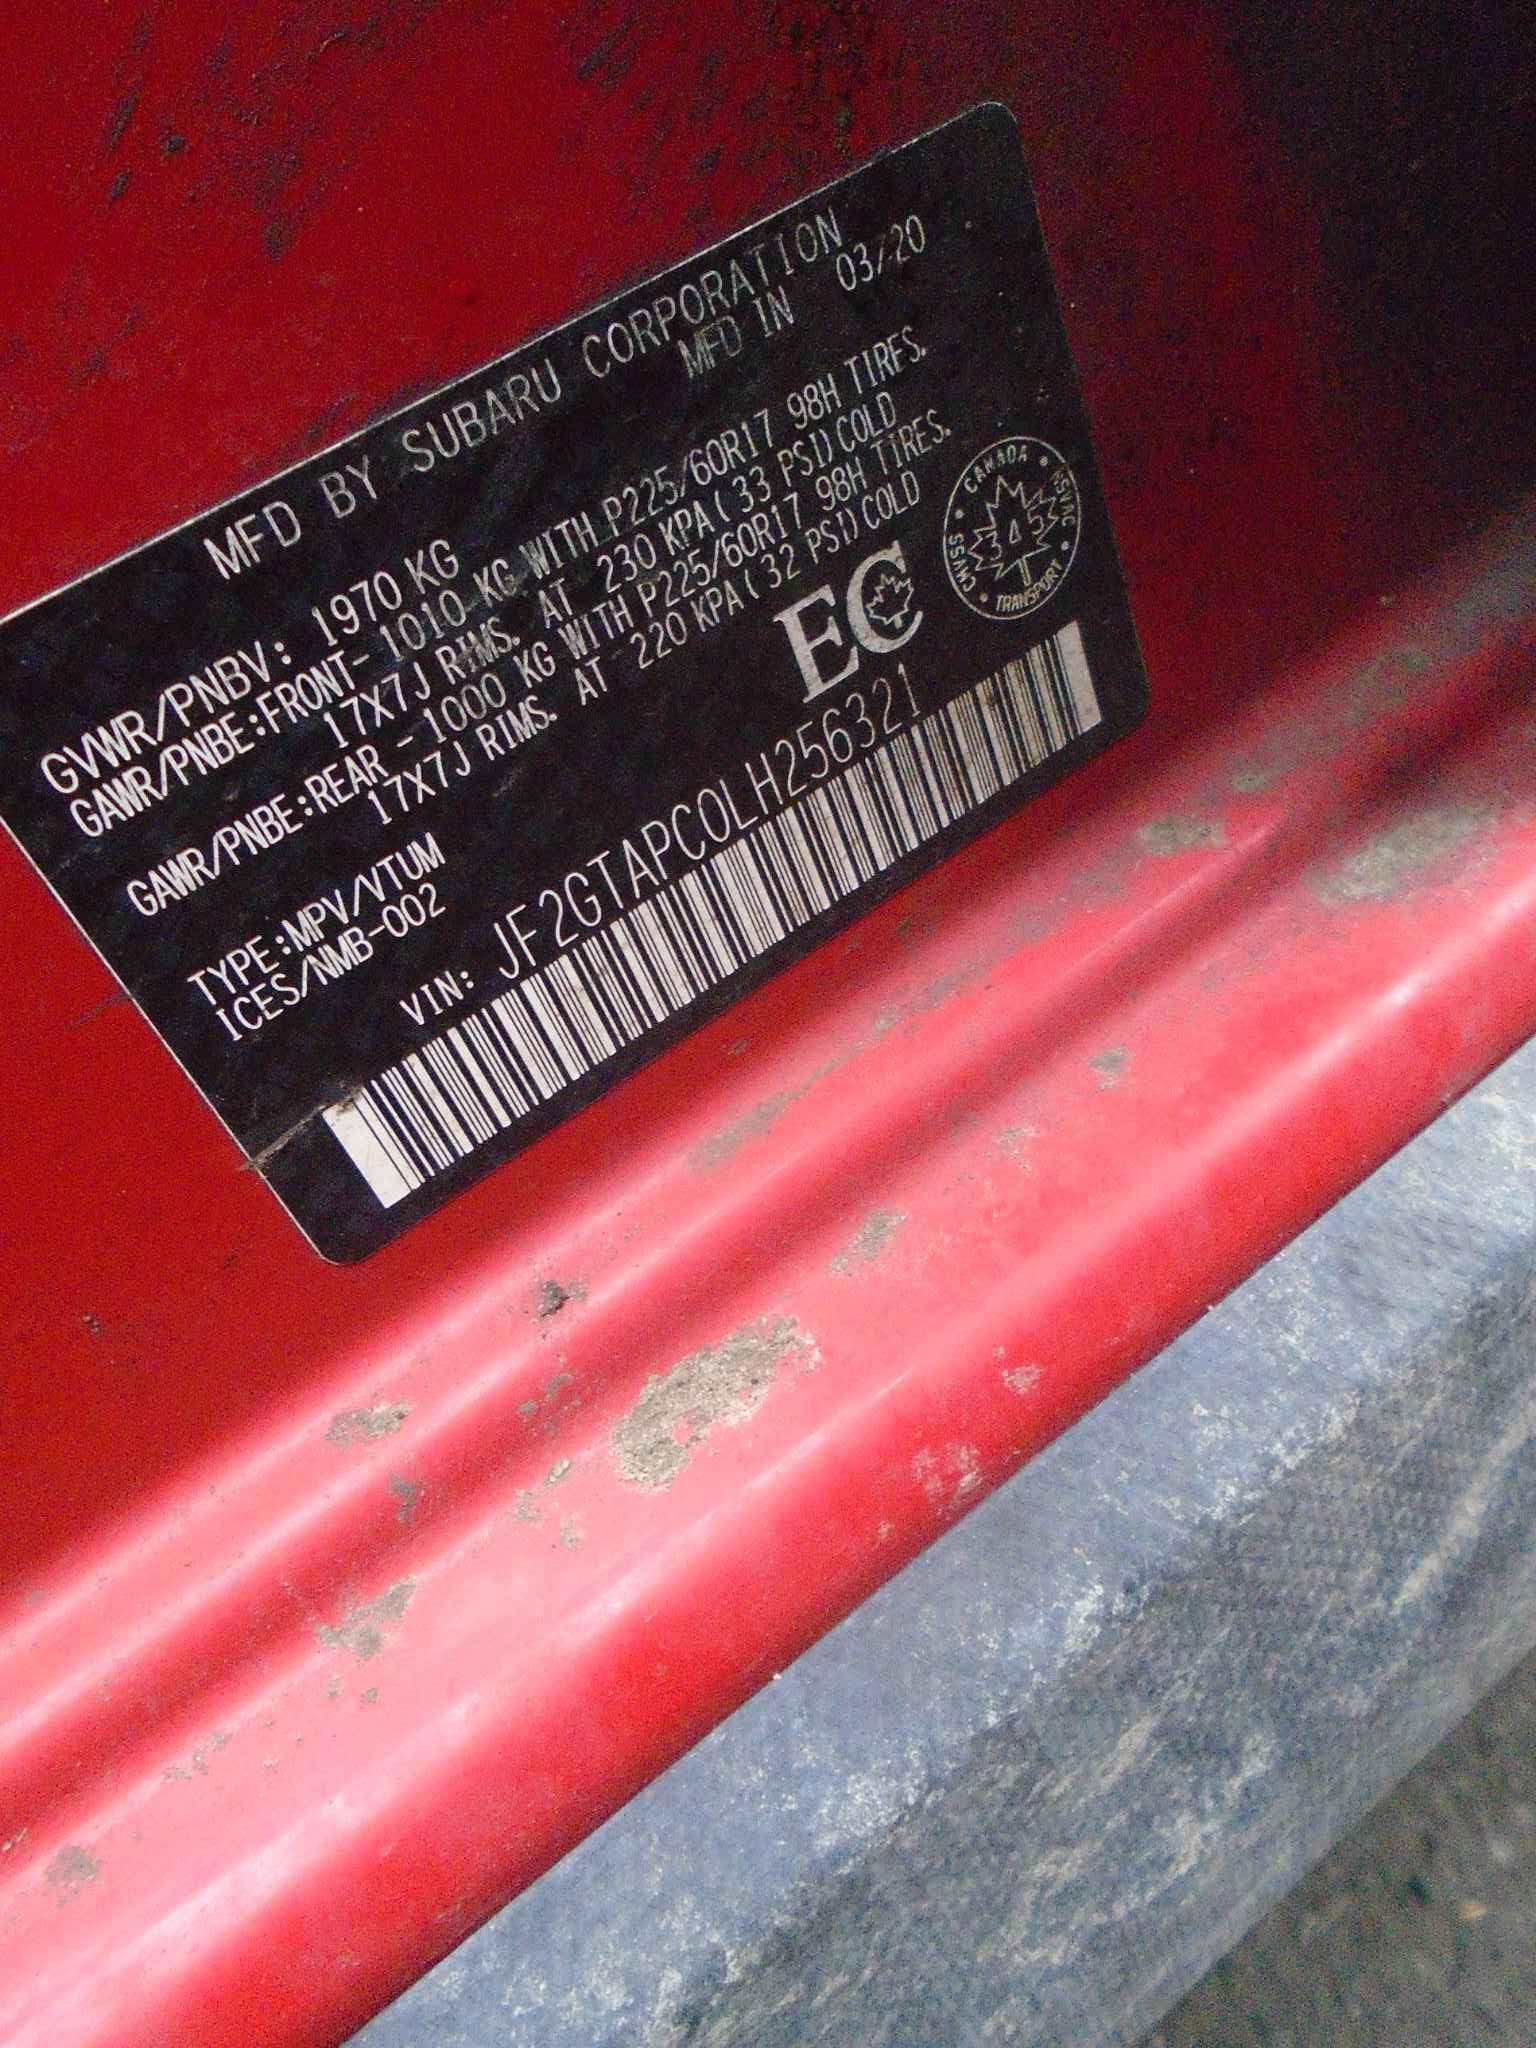 MFD BY SUBARU CORPORATION
MFD IN 03/20
GVWR/PNBV: 1970 KG
GAWR/PNBE:FRONT-1010 KG WITH P225/60R17 98H TIRES.
17X7J RIMS. AT 230 KPA(33 PSI)COLD
GAWR/PNBE:REAR -1000 KG WITH P225/60R17 98H TIRES.
17X7J RIMS. AT 220 KPA(32 PSI)COLD
TYPE:MPV/VTUM
ICES/NMB-002
EC
CANADA • NSVAC • TRANSPORT • CMVSS •
345
VIN: JF2GTAPC0LH256321